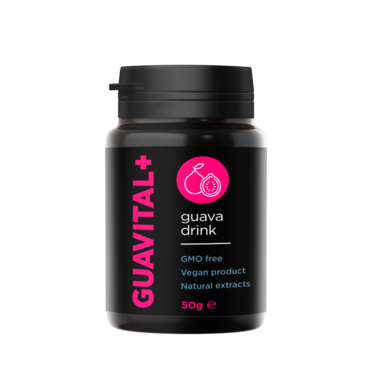 GUAVITAL+
guava
drink
GMO free
Vegan product
Natural extracts
50g ℮